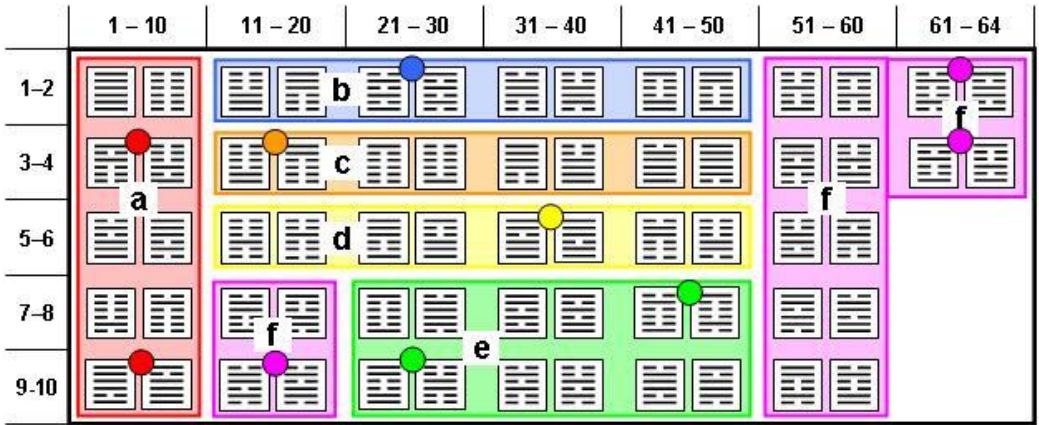 1 – 10 11 – 20 21 – 30 31 – 40 41 – 50 51 – 60 61 – 64
1–2 b f
3–4 a c f
5–6 d
7–8 f e
9-10